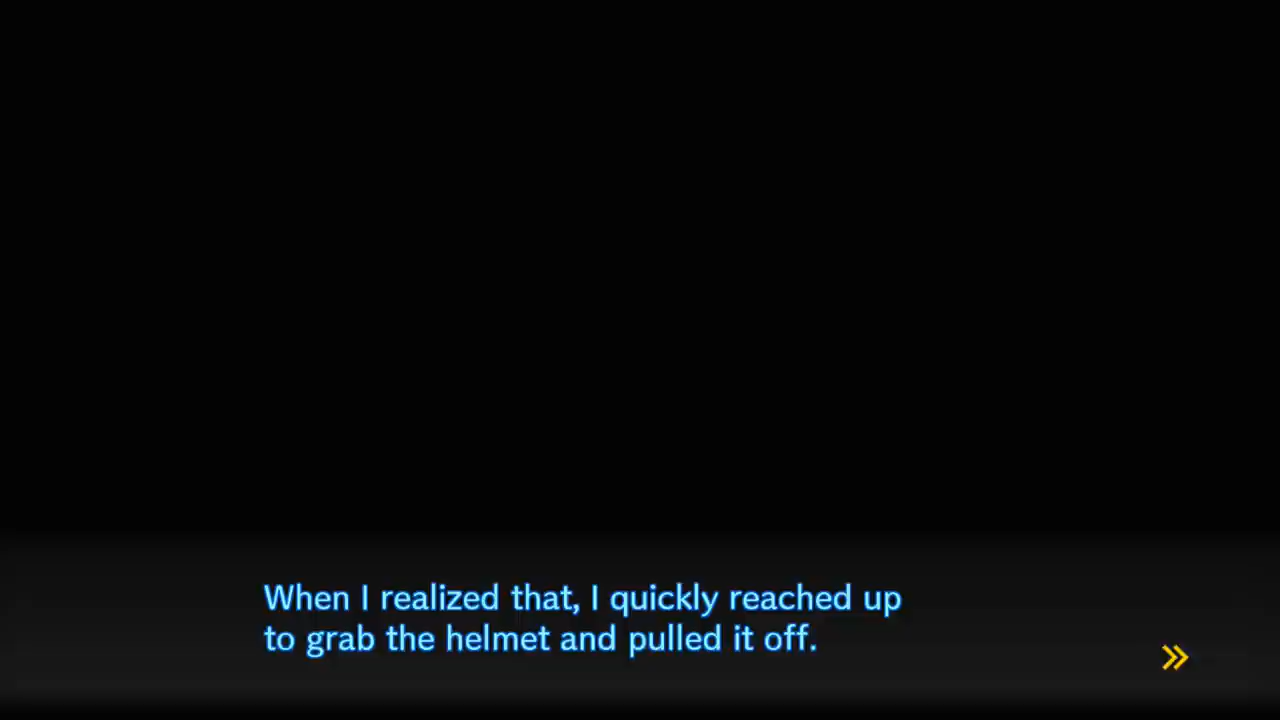 When I realized that, I quickly reached up
to grab the helmet and pulled it off.